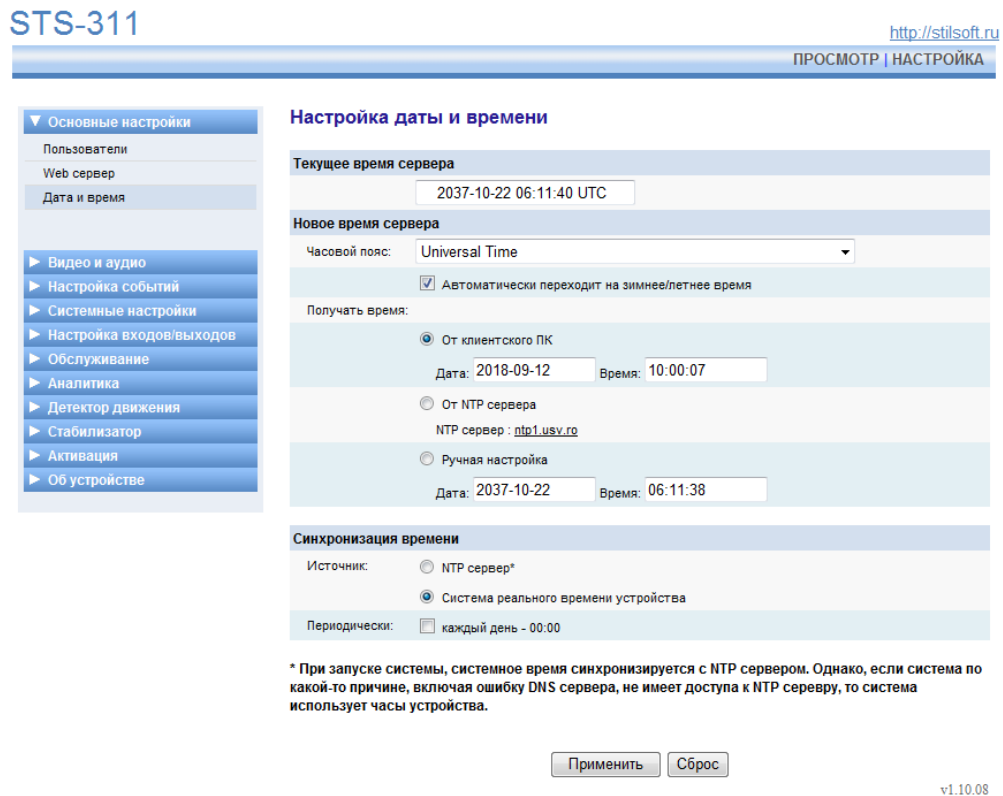 STS-311
http://stilsoft.ru
ПРОСМОТР | НАСТРОЙКА
Основные настройки
Пользователи
Web сервер
Дата и время
Видео и аудио
Настройка событий
Системные настройки
Настройка входов/выходов
Обслуживание
Аналитика
Детектор движения
Стабилизатор
Активация
Об устройстве
Настройка даты и времени
Текущее время сервера
2037-10-22 06:11:40 UTC
Новое время сервера
Часовой пояс: Universal Time
Автоматически переходит на зимнее/летнее время
Получать время:
От клиентского ПК
Дата: 2018-09-12 Время: 10:00:07
От NTP сервера
NTP сервер : ntp1.usv.ro
Ручная настройка
Дата: 2037-10-22 Время: 06:11:38
Синхронизация времени
Источник: NTP сервер*
Система реального времени устройства
Периодически: каждый день - 00:00
* При запуске системы, системное время синхронизируется с NTP сервером. Однако, если система по
какой-то причине, включая ошибку DNS сервера, не имеет доступа к NTP серевру, то система
использует часы устройства.
Применить Сброс
v1.10.08